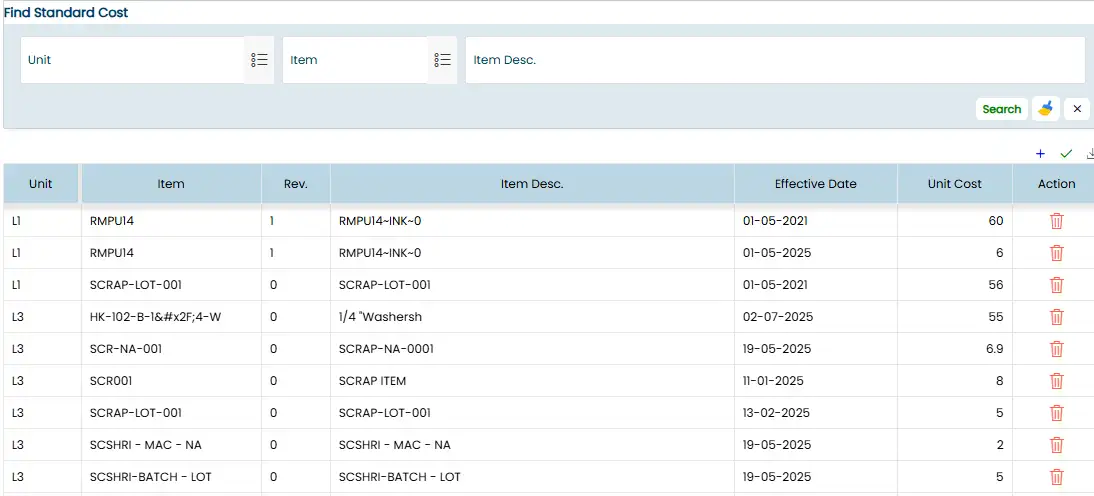 Find Standard Cost
Unit Item Item Desc.
Search
Unit Item Rev. Item Desc. Effective Date Unit Cost Action
L1 RMPU14 1 RMPU14~INK~0 01-05-2021 60
L1 RMPU14 1 RMPU14~INK~0 01-05-2025 6
L1 SCRAP-LOT-001 0 SCRAP-LOT-001 01-05-2021 56
L3 HK-102-B-1&#x2F;4-W 0 1/4 "Washersh 02-07-2025 55
L3 SCR-NA-001 0 SCRAP-NA-0001 19-05-2025 6.9
L3 SCR001 0 SCRAP ITEM 11-01-2025 8
L3 SCRAP-LOT-001 0 SCRAP-LOT-001 13-02-2025 5
L3 SCSHRI - MAC - NA 0 SCSHRI - MAC - NA 19-05-2025 2
L3 SCSHRI-BATCH - LOT 0 SCSHRI-BATCH - LOT 19-05-2025 5